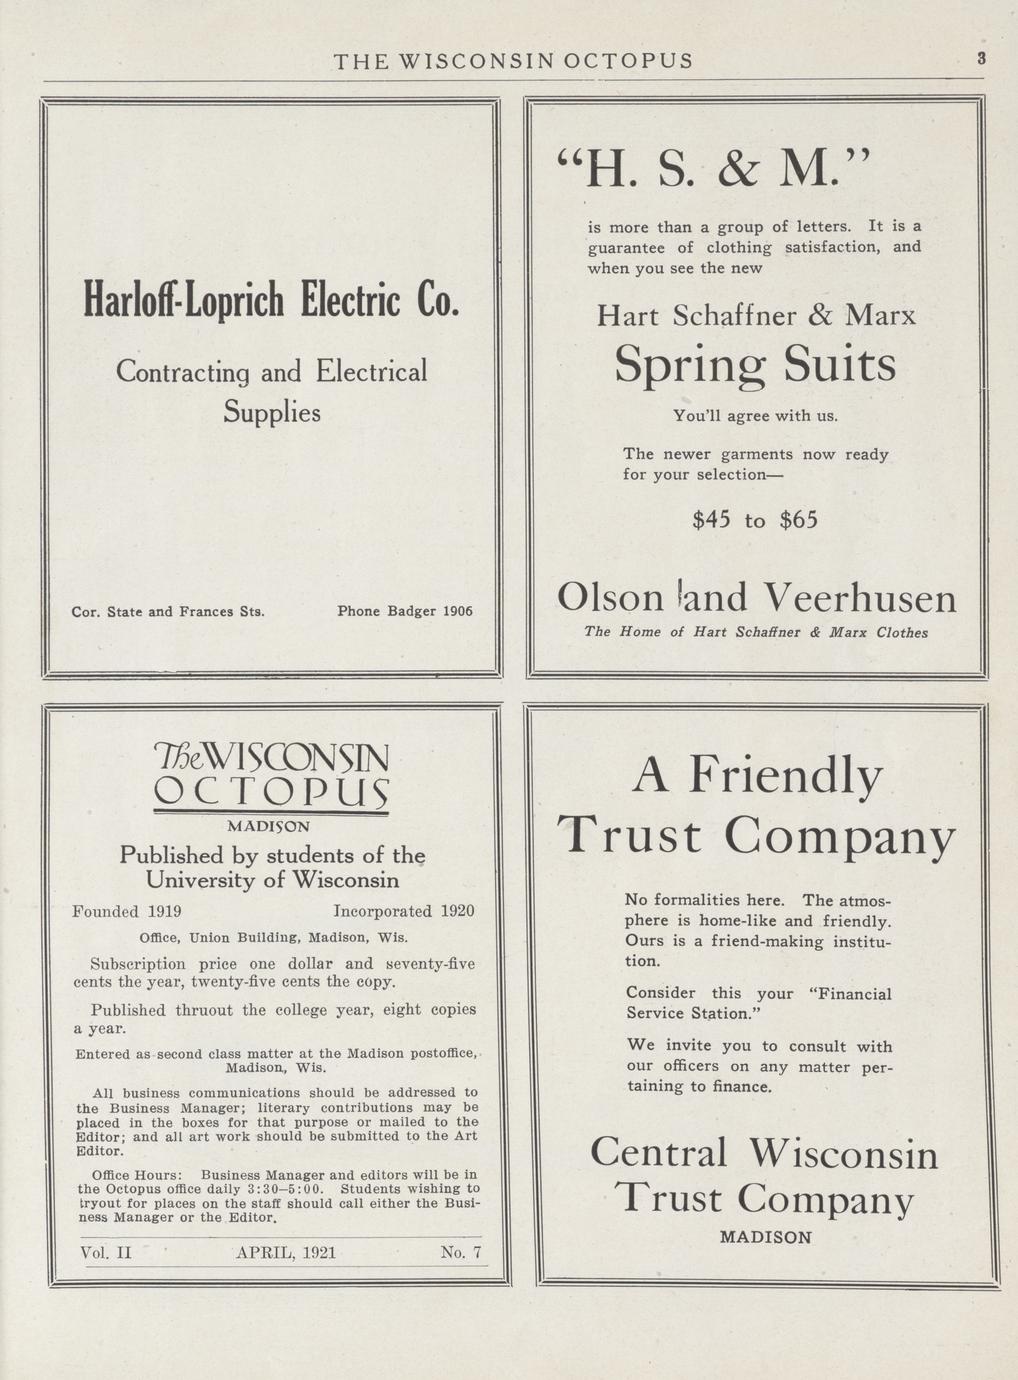 THE WISCONSIN OCTOPUS
3
Harloff-Loprich Electric Co.
Contracting and Electrical
Supplies
Cor. State and Frances Sts. Phone Badger 1906
"H. S. & M."
is more than a group of letters. It is a
guarantee of clothing satisfaction, and
when you see the new
Hart Schaffner & Marx
Spring Suits
You'll agree with us.
The newer garments now ready
for your selection—
$45 to $65
Olson and Veerhusen
The Home of Hart Schaffner & Marx Clothes
The WISCONSIN
OCTOPUS
MADISON
Published by students of the
University of Wisconsin
Founded 1919 Incorporated 1920
Office, Union Building, Madison, Wis.
Subscription price one dollar and seventy-five
cents the year, twenty-five cents the copy.
Published thruout the college year, eight copies
a year.
Entered as second class matter at the Madison postoffice,
Madison, Wis.
All business communications should be addressed to
the Business Manager; literary contributions may be
placed in the boxes for that purpose or mailed to the
Editor; and all art work should be submitted to the Art
Editor.
Office Hours: Business Manager and editors will be in
the Octopus office daily 3:30–5:00. Students wishing to
tryout for places on the staff should call either the Busi-
ness Manager or the Editor.
Vol. II APRIL, 1921 No. 7
A Friendly
Trust Company
No formalities here. The atmos-
phere is home-like and friendly.
Ours is a friend-making institu-
tion.
Consider this your "Financial
Service Station."
We invite you to consult with
our officers on any matter per-
taining to finance.
Central Wisconsin
Trust Company
MADISON